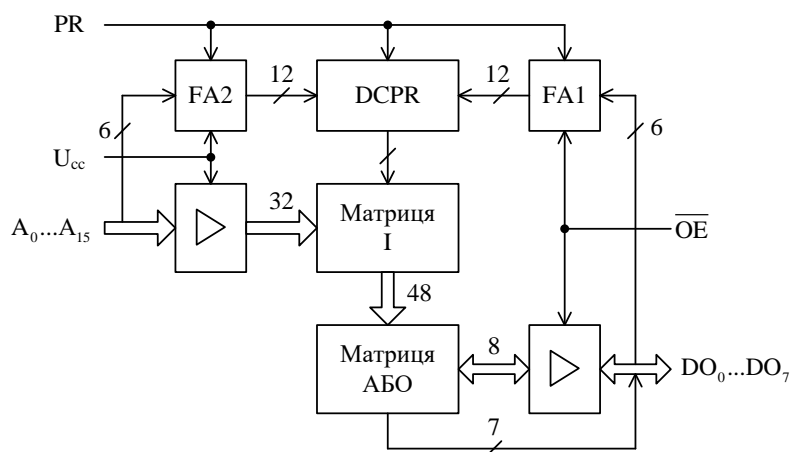 PR
12
12
FA2
DCPR
FA1
6
6
Ucc
32
A0...A15
Матриця
І
OE
48
Матриця
АБО
8
DO0...DO7
7